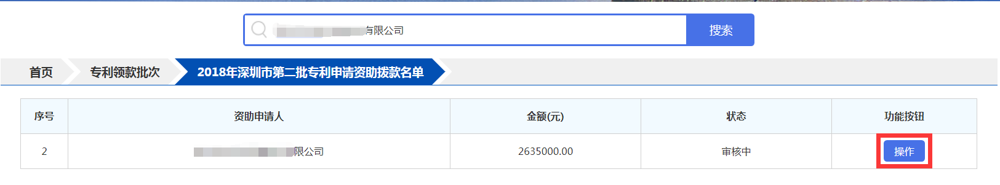 有限公司
搜索
首页 专利领款批次 2018年深圳市第二批专利申请资助拨款名单
序号 资助申请人 金额(元) 状态 功能按钮
2 限公司 2635000.00 审核中 操作